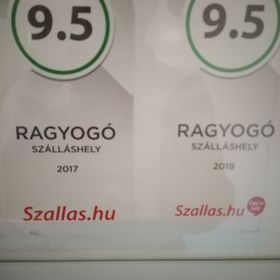 9.5
RAGYOGÓ
SZÁLLÁSHELY
2017
Szallas.hu
9.5
RAGYOGÓ
SZÁLLÁSHELY
2019
Szallas.hu